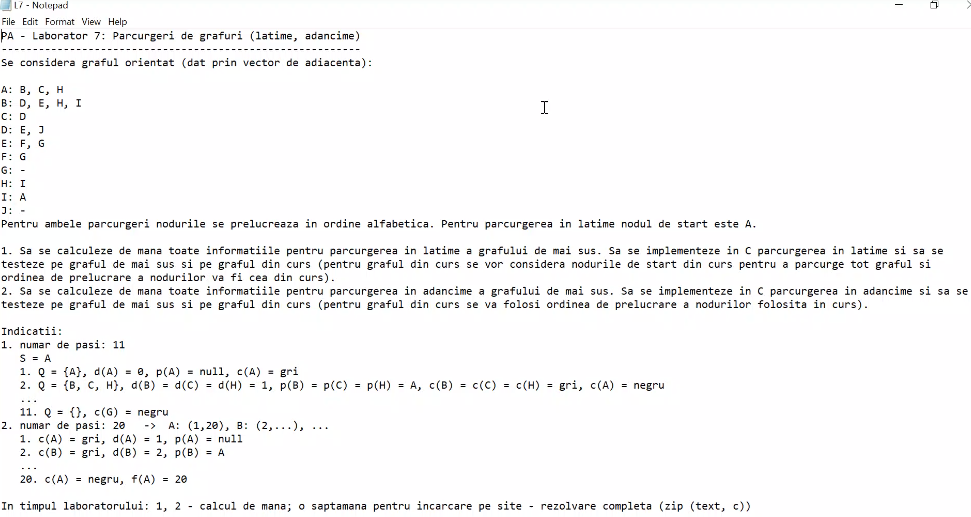 L7 - Notepad
File Edit Format View Help
PA - Laborator 7: Parcurgeri de grafuri (latime, adancime)
-----------------------------------------------------------
Se considera graful orientat (dat prin vector de adiacenta):
A: B, C, H
B: D, E, H, I
C: D
D: E, J
E: F, G
F: G
G: -
H: I
I: A
J: -
Pentru ambele parcurgeri nodurile se prelucreaza in ordine alfabetica. Pentru parcurgerea in latime nodul de start este A.
1. Sa se calculeze de mana toate informatiile pentru parcurgerea in latime a grafului de mai sus. Sa se implementeze in C parcurgerea in latime si sa se
testeze pe graful de mai sus si pe graful din curs (pentru graful din curs se vor considera nodurile de start din curs pentru a parcurge tot graful si
ordinea de prelucrare a nodurilor va fi cea din curs).
2. Sa se calculeze de mana toate informatiile pentru parcurgerea in adancime a grafului de mai sus. Sa se implementeze in C parcurgerea in adancime si sa se
testeze pe graful de mai sus si pe graful din curs (pentru graful din curs se va folosi ordinea de prelucrare a nodurilor folosita in curs).
Indicatii:
1. numar de pasi: 11
S = A
1. Q = {A}, d(A) = 0, p(A) = null, c(A) = gri
2. Q = {B, C, H}, d(B) = d(C) = d(H) = 1, p(B) = p(C) = p(H) = A, c(B) = c(C) = c(H) = gri, c(A) = negru
...
11. Q = {}, c(G) = negru
2. numar de pasi: 20 -> A: (1,20), B: (2,...), ...
1. c(A) = gri, d(A) = 1, p(A) = null
2. c(B) = gri, d(B) = 2, p(B) = A
...
20. c(A) = negru, f(A) = 20
In timpul laboratorului: 1, 2 - calcul de mana; o saptamana pentru incarcare pe site - rezolvare completa (zip (text, c))